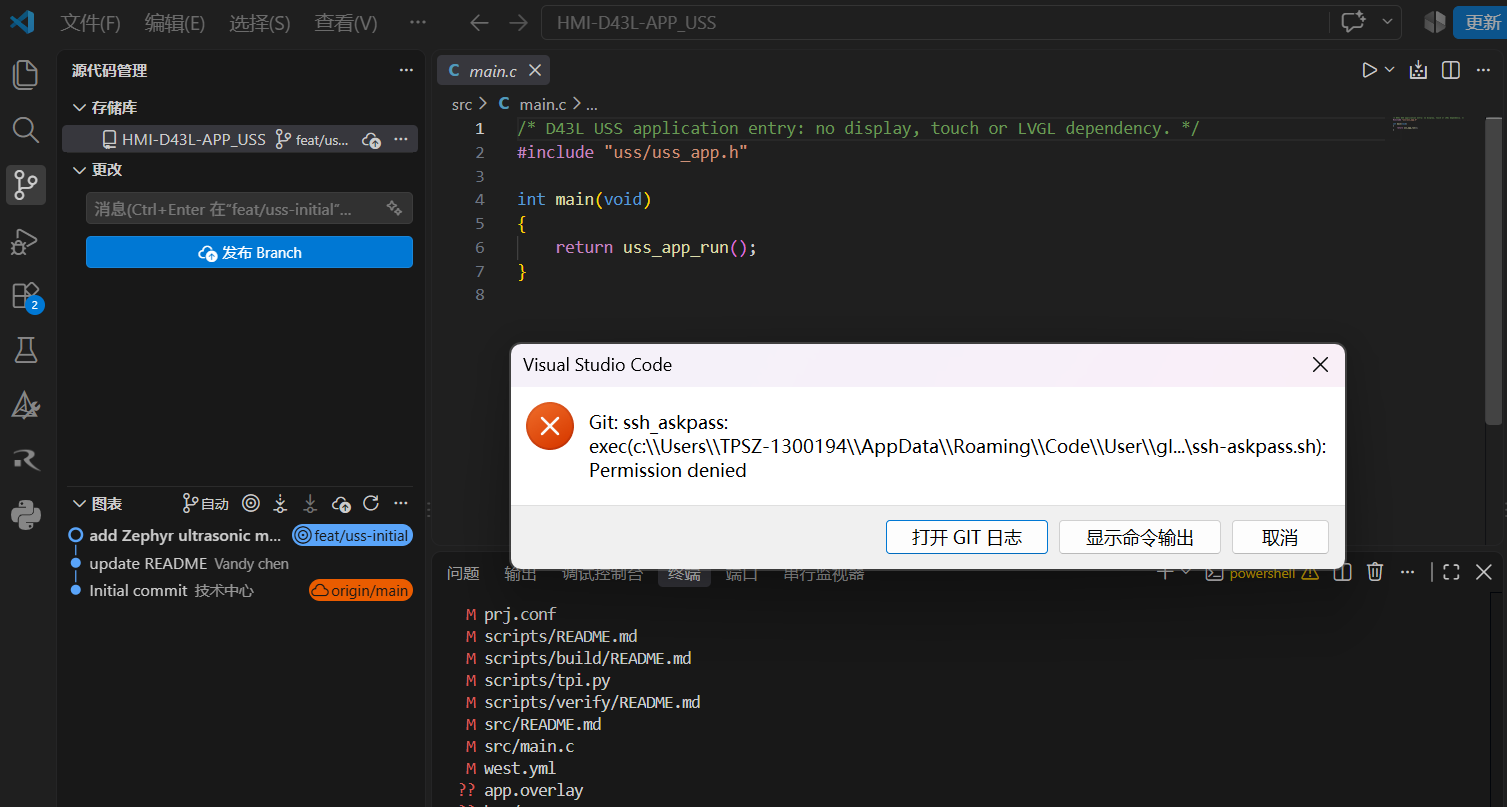 文件(F) 编辑(E) 选择(S) 查看(V) ··· HMI-D43L-APP_USS 更新
源代码管理
存储库
HMI-D43L-APP_USS feat/us...
更改
消息(Ctrl+Enter 在“feat/uss-initial”...
发布 Branch
2
图表 自动
add Zephyr ultrasonic m... feat/uss-initial
update README Vandy chen
Initial commit 技术中心 origin/main
main.c
src > C main.c > ...
1 /* D43L USS application entry: no display, touch or LVGL dependency. */
2 #include "uss/uss_app.h"
3
4 int main(void)
5 {
6 return uss_app_run();
7 }
8
Visual Studio Code
Git: ssh_askpass:
exec(c:\\Users\\TPSZ-1300194\\AppData\\Roaming\\Code\\User\\gl...\ssh-askpass.sh):
Permission denied
打开 GIT 日志 显示命令输出 取消
问题 输出 调试控制台 终端 端口 串行监视器 powershell
M prj.conf
M scripts/README.md
M scripts/build/README.md
M scripts/tpi.py
M scripts/verify/README.md
M src/README.md
M src/main.c
M west.yml
?? app.overlay